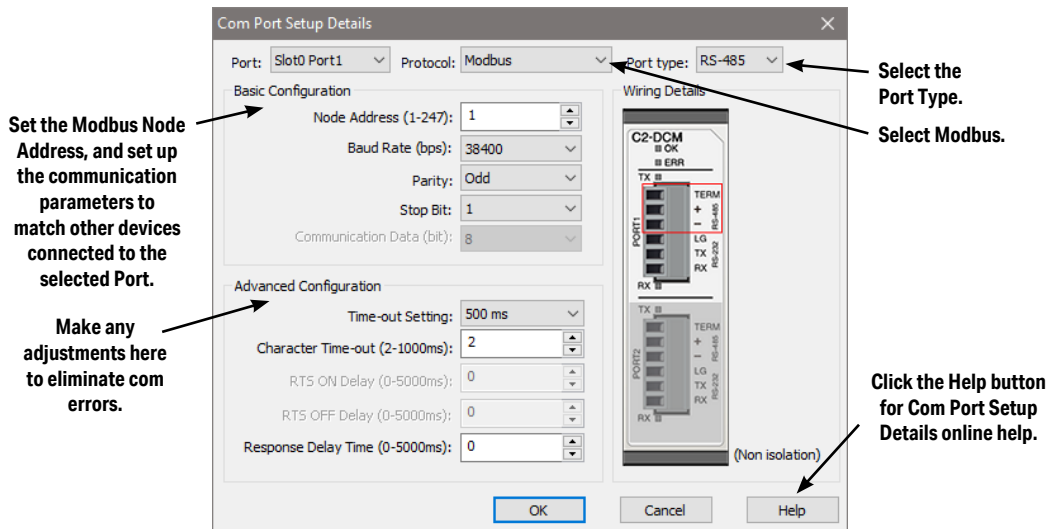 Com Port Setup Details
Port: Slot0 Port1 Protocol: Modbus Port type: RS-485
Select the
Port Type.
Select Modbus.
Set the Modbus Node
Address, and set up
the communication
parameters to
match other devices
connected to the
selected Port.
Basic Configuration
Node Address (1-247): 1
Baud Rate (bps): 38400
Parity: Odd
Stop Bit: 1
Communication Data (bit): 8
Make any
adjustments here
to eliminate com
errors.
Advanced Configuration
Time-out Setting: 500 ms
Character Time-out (2-1000ms): 2
RTS ON Delay (0-5000ms): 0
RTS OFF Delay (0-5000ms): 0
Response Delay Time (0-5000ms): 0
Wiring Details
C2-DCM
OK
ERR
TX
PORT1
TERM
+
-
RS-485
LG
TX
RX
RS-232
RX
TX
PORT2
TERM
+
-
RS-485
LG
TX
RX
RS-232
RX
(Non isolation)
Click the Help button
for Com Port Setup
Details online help.
OK Cancel Help